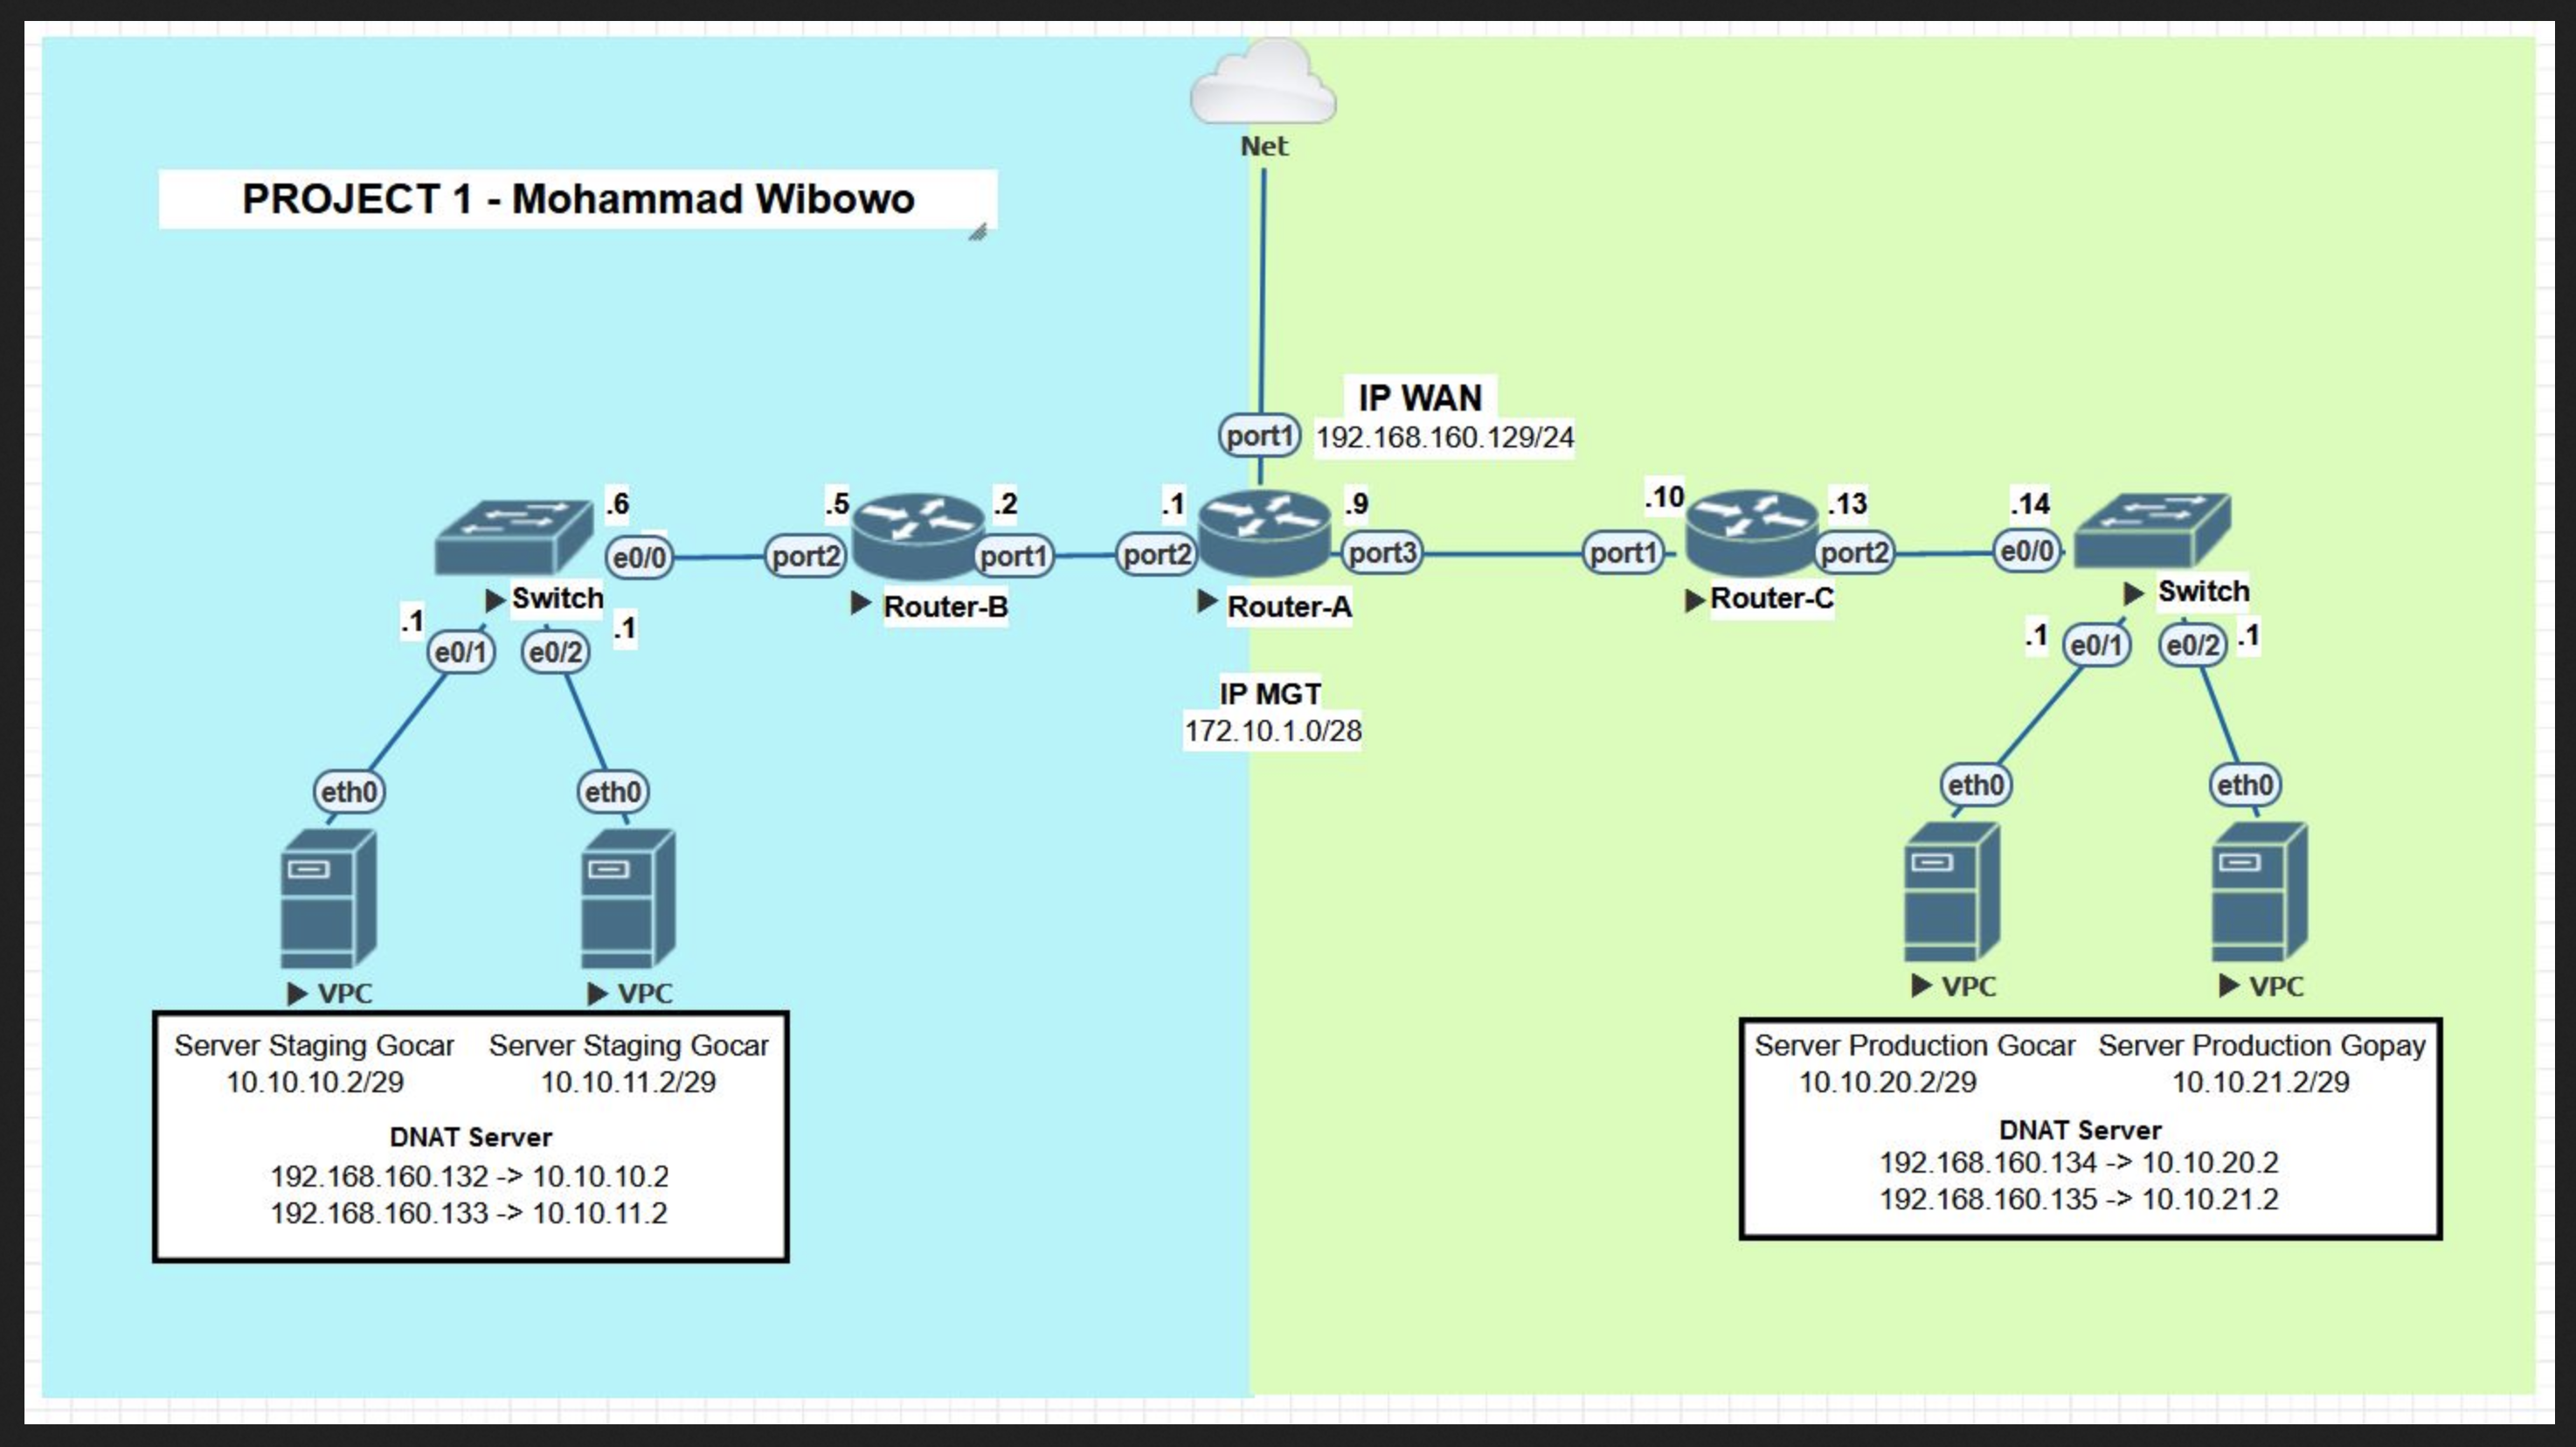 Net
PROJECT 1 - Mohammad Wibowo
IP WAN
port1
192.168.160.129/24
.6
.5
.2
.1
.9
.10
.13
.14
e0/0
port2
port1
port2
port3
port1
port2
e0/0
Switch
Router-B
Router-A
Router-C
Switch
.1
.1
.1
.1
e0/1
e0/2
e0/1
e0/2
IP MGT
172.10.1.0/28
eth0
eth0
eth0
eth0
VPC
VPC
VPC
VPC
Server Staging Gocar
Server Staging Gocar
10.10.10.2/29
10.10.11.2/29
DNAT Server
192.168.160.132 -> 10.10.10.2
192.168.160.133 -> 10.10.11.2
Server Production Gocar
Server Production Gopay
10.10.20.2/29
10.10.21.2/29
DNAT Server
192.168.160.134 -> 10.10.20.2
192.168.160.135 -> 10.10.21.2